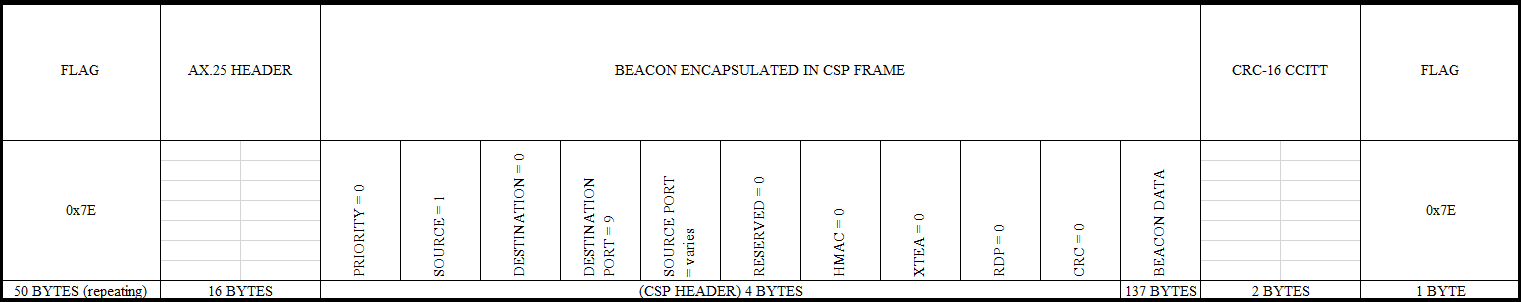 FLAG
AX.25 HEADER
BEACON ENCAPSULATED IN CSP FRAME
CRC-16 CCITT
FLAG
0x7E
PRIORITY = 0
SOURCE = 1
DESTINATION = 0
DESTINATION
PORT = 9
SOURCE PORT
= varies
RESERVED = 0
HMAC = 0
XTEA = 0
RDP = 0
CRC = 0
BEACON DATA
0x7E
50 BYTES (repeating)
16 BYTES
(CSP HEADER) 4 BYTES
137 BYTES
2 BYTES
1 BYTE